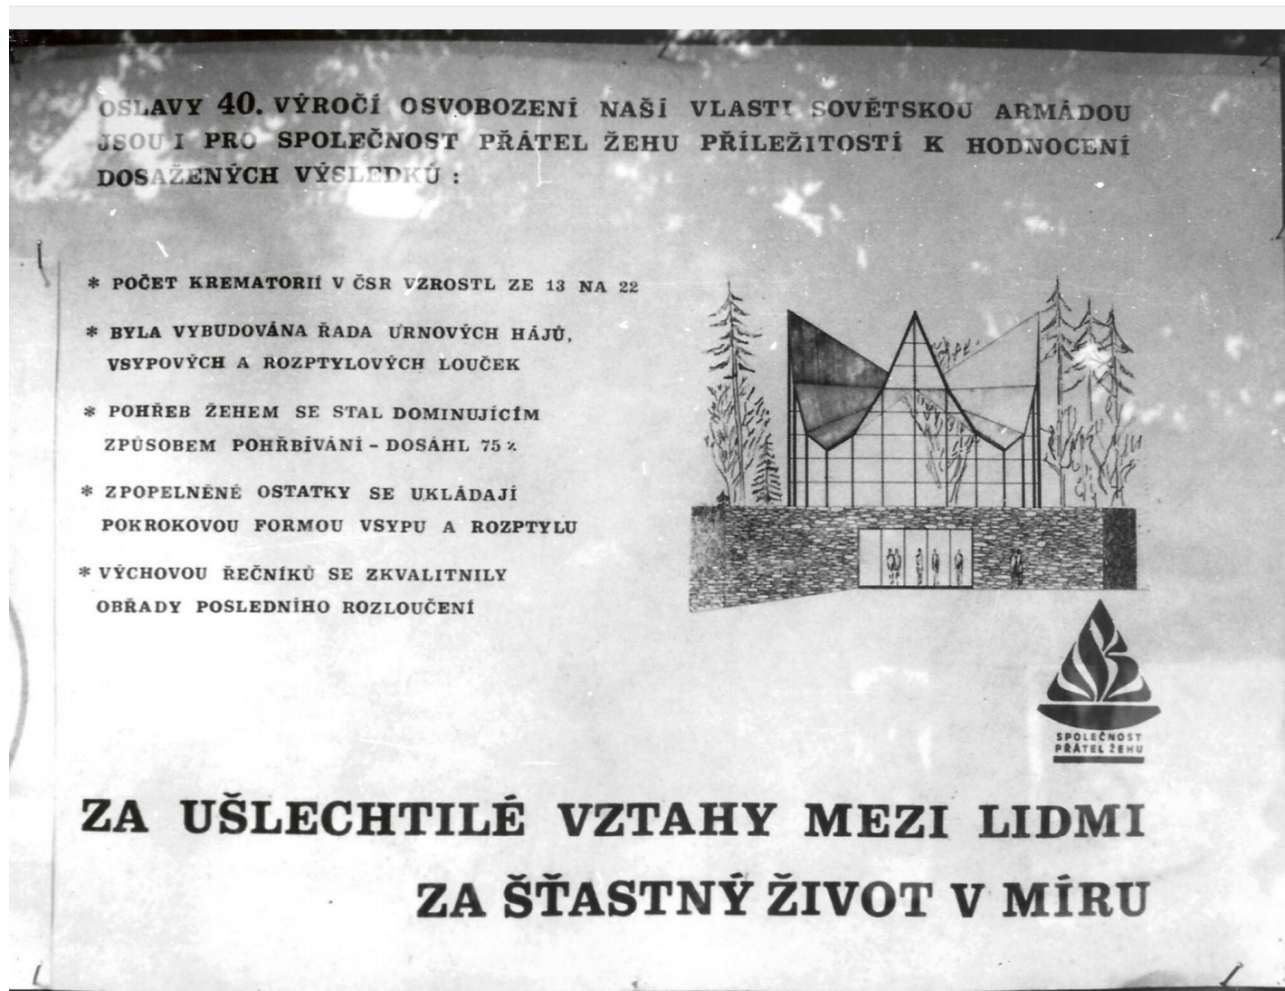 OSLAVY 40. VÝROČÍ OSVOBOZENÍ NAŠÍ VLASTI SOVĚTSKOU ARMÁDOU
JSOU I PRO SPOLEČNOST PŘÁTEL ŽEHU PŘÍLEŽITOSTÍ K HODNOCENÍ
DOSAŽENÝCH VÝSLEDKŮ :
* POČET KREMATORIÍ V ČSR VZROSTL ZE 13 NA 22
* BYLA VYBUDOVÁNA ŘADA URNOVÝCH HÁJŮ,
VSYPOVÝCH A ROZPTYLOVÝCH LOUČEK
* POHŘEB ŽEHEM SE STAL DOMINUJÍCÍM
ZPŮSOBEM POHŘBÍVÁNÍ - DOSÁHL 75 %
* ZPOPELNĚNÉ OSTATKY SE UKLÁDAJÍ
POKROKOVOU FORMOU VSYPU A ROZPTYLU
* VÝCHOVOU ŘEČNÍKŮ SE ZKVALITNILY
OBŘADY POSLEDNÍHO ROZLOUČENÍ
SPOLEČNOST
PŘÁTEL ŽEHU
ZA UŠLECHTILÉ VZTAHY MEZI LIDMI
ZA ŠŤASTNÝ ŽIVOT V MÍRU